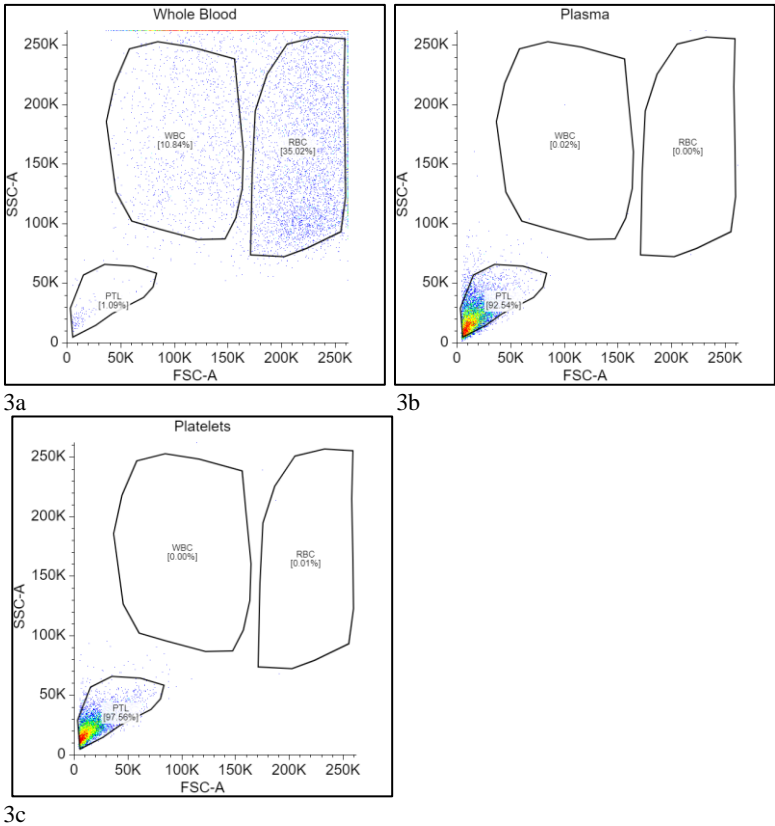 Whole Blood
250K
200K
150K
100K
50K
0
SSC-A
WBC
[10.84%]
RBC
[35.02%]
PTL
[1.09%]
0 50K 100K 150K 200K 250K
FSC-A
3a
Plasma
250K
200K
150K
100K
50K
0
SSC-A
WBC
[0.02%]
RBC
[0.00%]
PTL
[92.54%]
0 50K 100K 150K 200K 250K
FSC-A
3b
Platelets
250K
200K
150K
100K
50K
0
SSC-A
WBC
[0.00%]
RBC
[0.01%]
PTL
[97.56%]
0 50K 100K 150K 200K 250K
FSC-A
3c